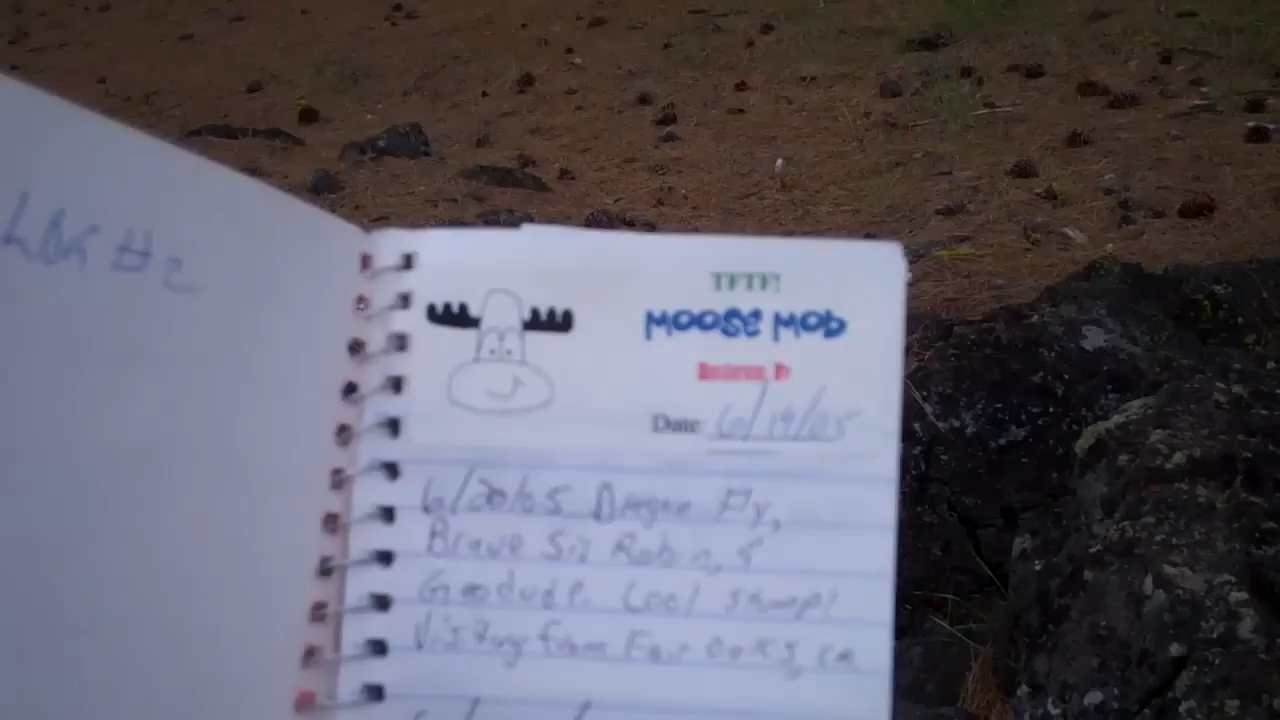 LOG #2
TFTF!
MOOSE MOB
Date 6/19/05
6/20/05 Dragon Fly,
Brave Sir Robin, &
Geodude. Cool stump!
Visiting from Fair Oaks, CA